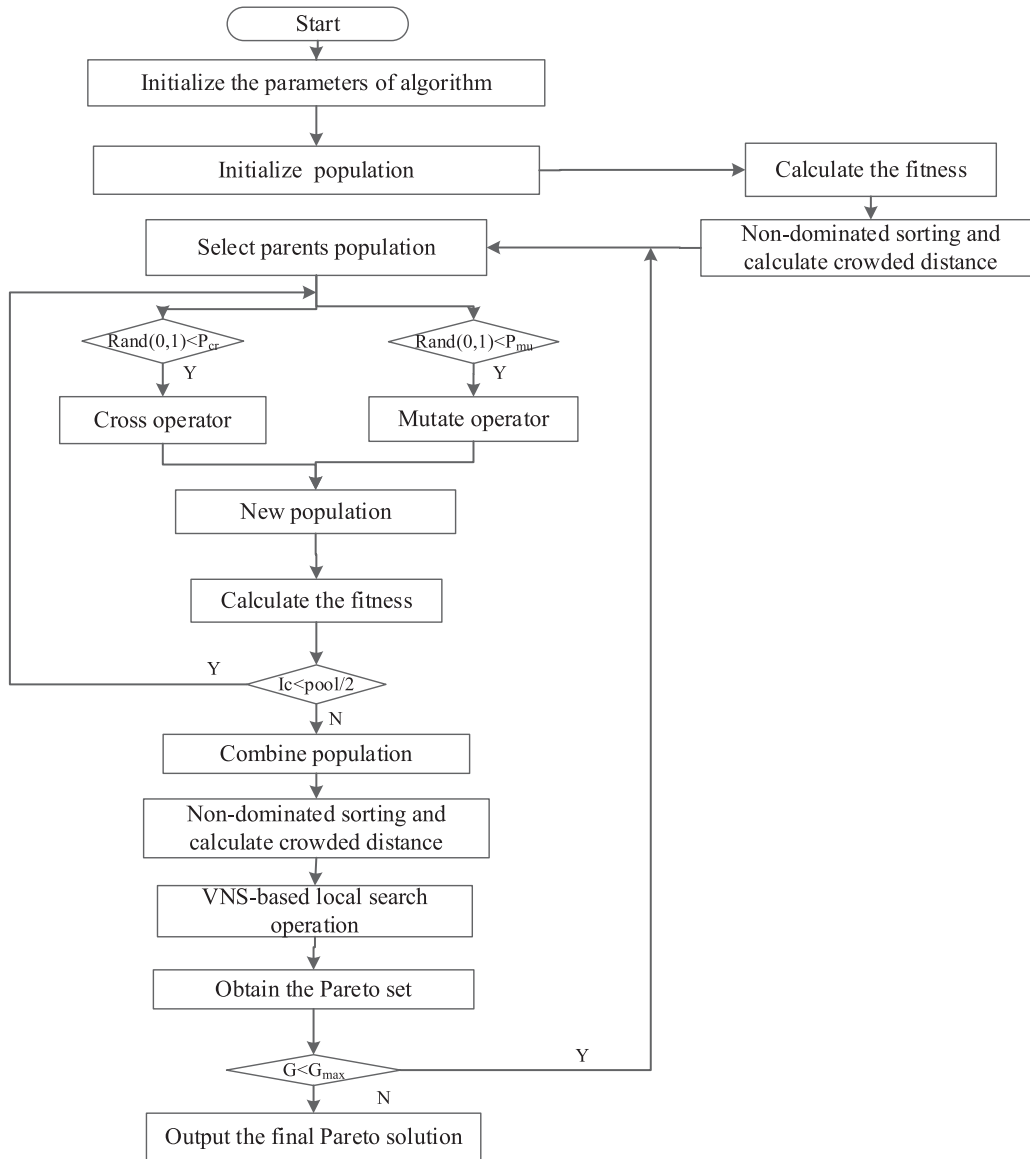 Start
Initialize the parameters of algorithm
Initialize population
Calculate the fitness
Non-dominated sorting and
calculate crowded distance
Select parents population
Rand(0,1)<Pcr
Rand(0,1)<Pmu
Y
Y
Cross operator
Mutate operator
New population
Calculate the fitness
Y
Ic<pool/2
N
Combine population
Non-dominated sorting and
calculate crowded distance
VNS-based local search
operation
Obtain the Pareto set
Y
G<Gmax
N
Output the final Pareto solution